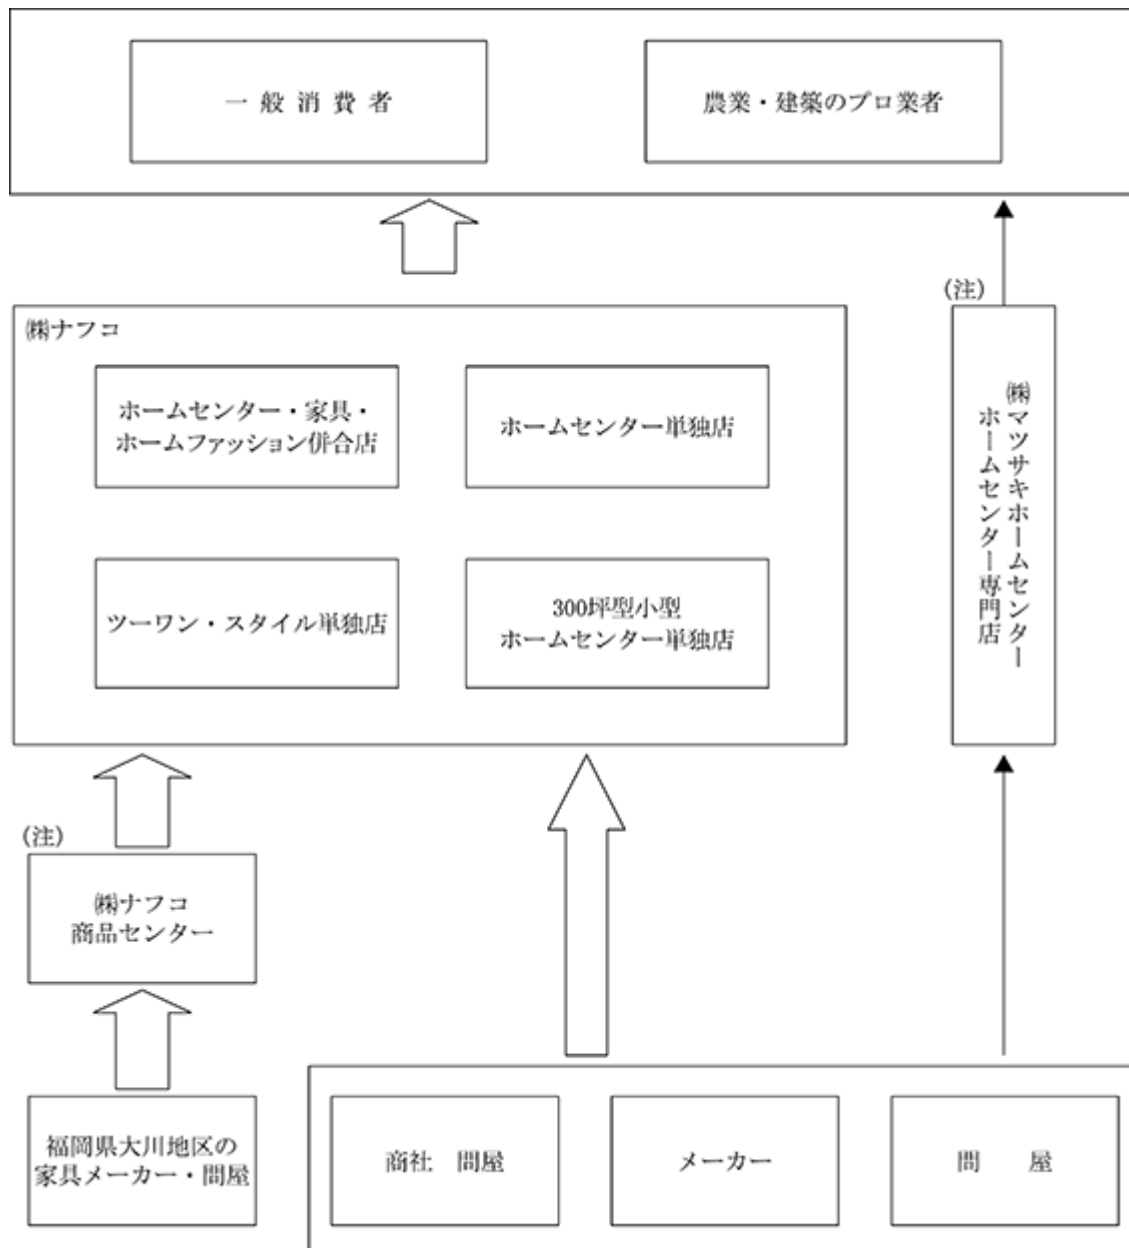 一般消費者
農業・建築のプロ業者
(注)
㈱ナフコ
ホームセンター・家具・
ホームファッション併合店
ホームセンター単独店
ツーワン・スタイル単独店
300坪型小型
ホームセンター単独店
㈱マツサキホームセンター
ホームセンター専門店
(注)
㈱ナフコ
商品センター
福岡県大川地区の
家具メーカー・問屋
商社　問屋
メーカー
問　　屋